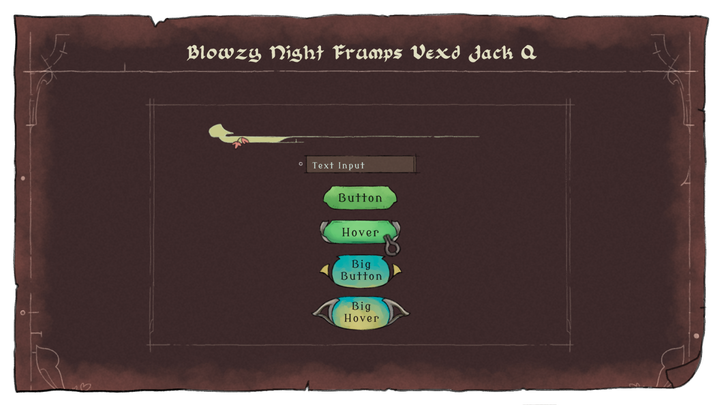 Blowzy Night Frumps Vexd Jack Q
Text Input
Button
Hover
Big
Button
Big
Hover